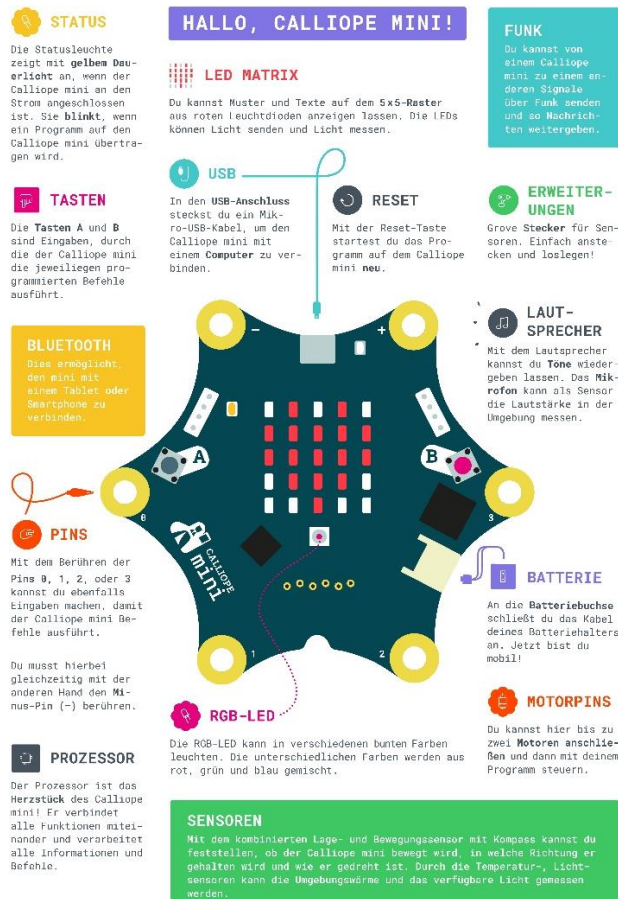 HALLO, CALLIOPE MINI!
STATUS
Die Statusleuchte
zeigt mit gelbem Dau-
erlicht an, wenn der
Calliope mini an den
Strom angeschlossen
ist. Sie blinkt, wenn
ein Programm auf den
Calliope mini übertra-
gen wird.
LED MATRIX
Du kannst Muster und Texte auf dem 5x5-Raster
aus roten Leuchtdioden anzeigen lassen. Die LEDs
können Licht senden und Licht messen.
FUNK
Du kannst von
einem Calliope
mini zu einem an-
deren Signale
über Funk senden
und so Nachrich-
ten weitergeben.
TASTEN
Die Tasten A und B
sind Eingaben, durch
die der Calliope mini
die jeweiliegen pro-
grammierten Befehle
ausführt.
USB
In den USB-Anschluss
steckst du ein Mik-
ro-USB-Kabel, um den
Calliope mini mit
einem Computer zu ver-
binden.
RESET
Mit der Reset-Taste
startest du das Pro-
gramm auf dem Calliope
mini neu.
ERWEITER-
UNGEN
Grove Stecker für Sen-
soren. Einfach anste-
cken und loslegen!
BLUETOOTH
Dies ermöglicht,
den mini mit
einem Tablet oder
Smartphone zu
verbinden.
LAUT-
SPRECHER
Mit dem Lautsprecher
kannst du Töne wieder-
geben lassen. Das Mik-
rofon kann als Sensor
die Lautstärke in der
Umgebung messen.
− +
A B
0 3
CALLIOPE
mini
1 2
PINS
Mit dem Berühren der
Pins 0, 1, 2, oder 3
kannst du ebenfalls
Eingaben machen, damit
der Calliope mini Be-
fehle ausführt.
Du musst hierbei
gleichzeitig mit der
anderen Hand den Mi-
nus-Pin (−) berühren.
BATTERIE
An die Batteriebuchse
schließt du das Kabel
deines Batteriehalters
an. Jetzt bist du
mobil!
RGB-LED
Die RGB-LED kann in verschiedenen bunten Farben
leuchten. Die unterschiedlichen Farben werden aus
rot, grün und blau gemischt.
MOTORPINS
Du kannst hier bis zu
zwei Motoren anschlie-
ßen und dann mit deinem
Programm steuern.
PROZESSOR
Der Prozessor ist das
Herzstück des Calliope
mini! Er verbindet
alle Funktionen mitei-
nander und verarbeitet
alle Informationen und
Befehle.
SENSOREN
Mit dem kombinierten Lage- und Bewegungssensor mit Kompass kannst du
feststellen, ob der Calliope mini bewegt wird, in welche Richtung er
gehalten wird und wie er gedreht ist. Durch die Temperatur-, Licht-
sensoren kann die Umgebungswärme und das verfügbare Licht gemessen
werden.